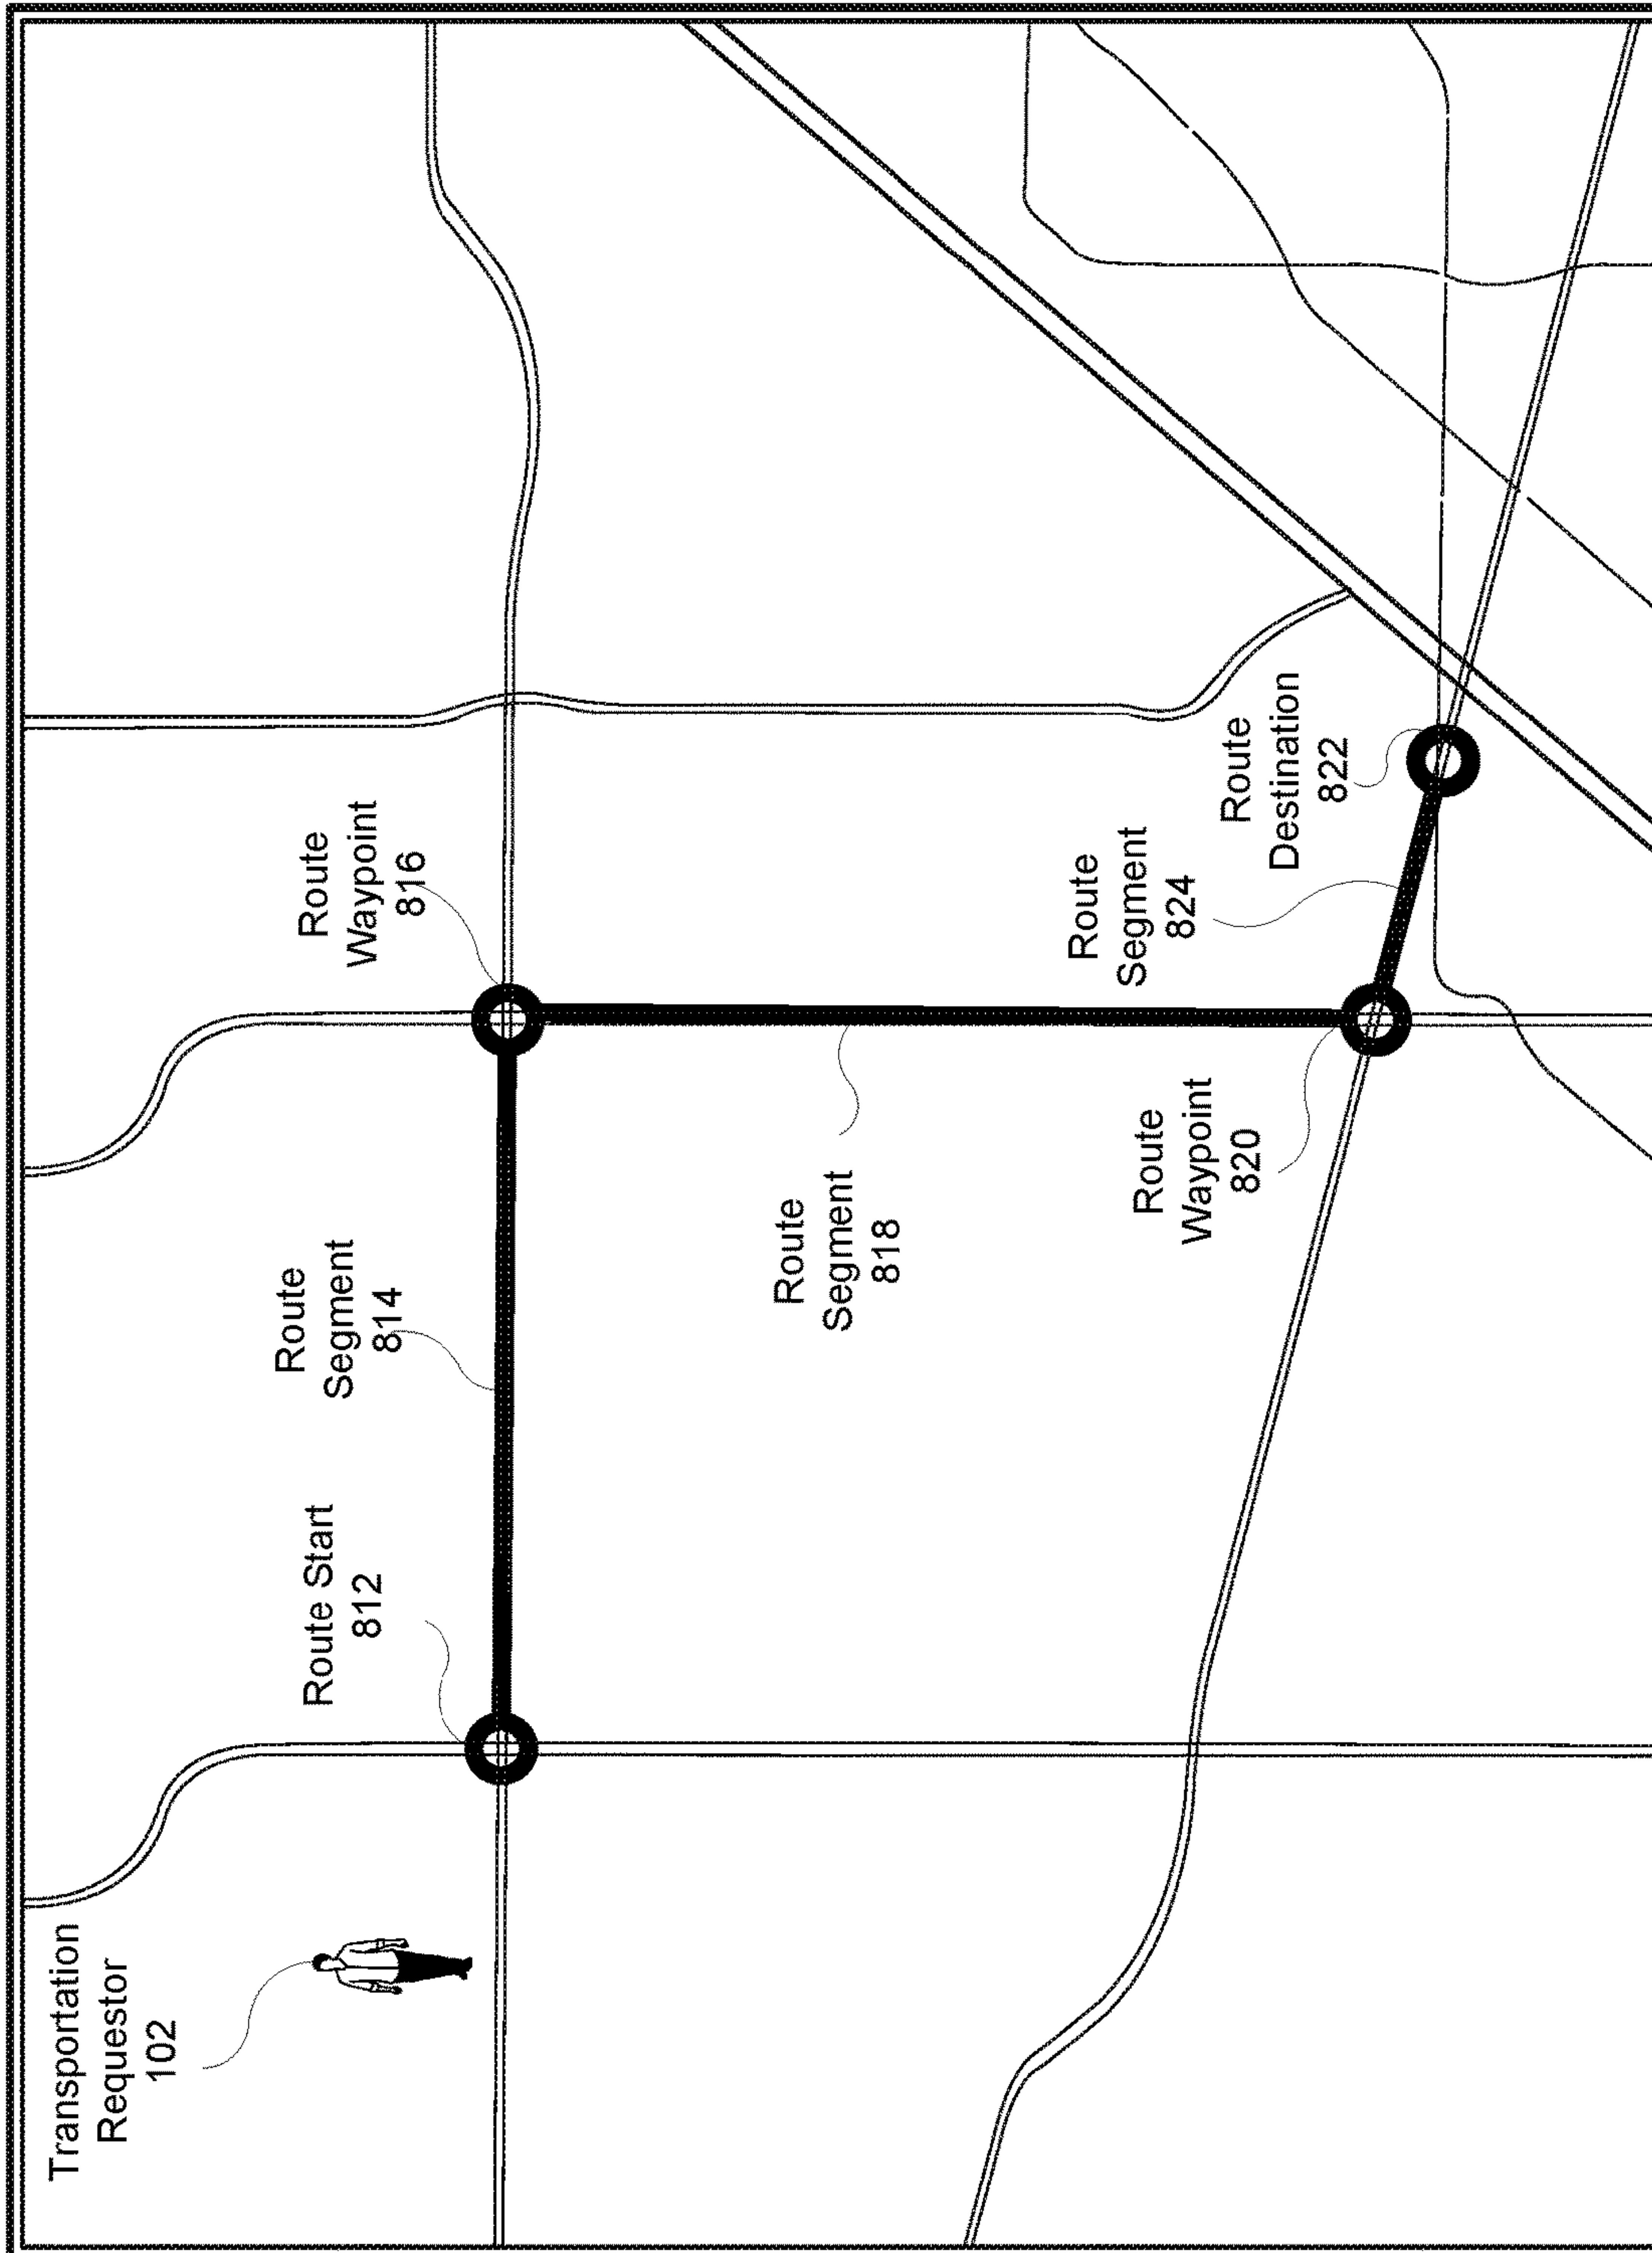 Transportation
Requestor
102
Route Start
812
Route
Segment
814
Route
Waypoint
816
Route
Segment
818
Route
Waypoint
820
Route
Segment
824
Route
Destination
822